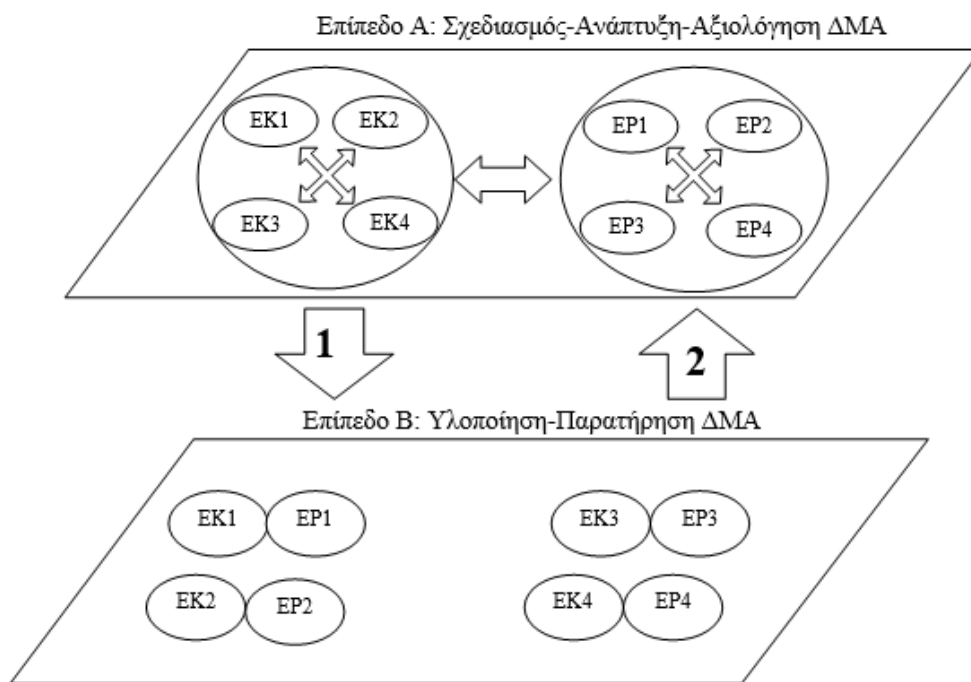 Επίπεδο Α: Σχεδιασμός-Ανάπτυξη-Αξιολόγηση ΔΜΑ
ΕΚ1 ΕΚ2 ΕΡ1 ΕΡ2
ΕΚ3 ΕΚ4 ΕΡ3 ΕΡ4
1 2
Επίπεδο Β: Υλοποίηση-Παρατήρηση ΔΜΑ
ΕΚ1 ΕΡ1 ΕΚ3 ΕΡ3
ΕΚ2 ΕΡ2 ΕΚ4 ΕΡ4